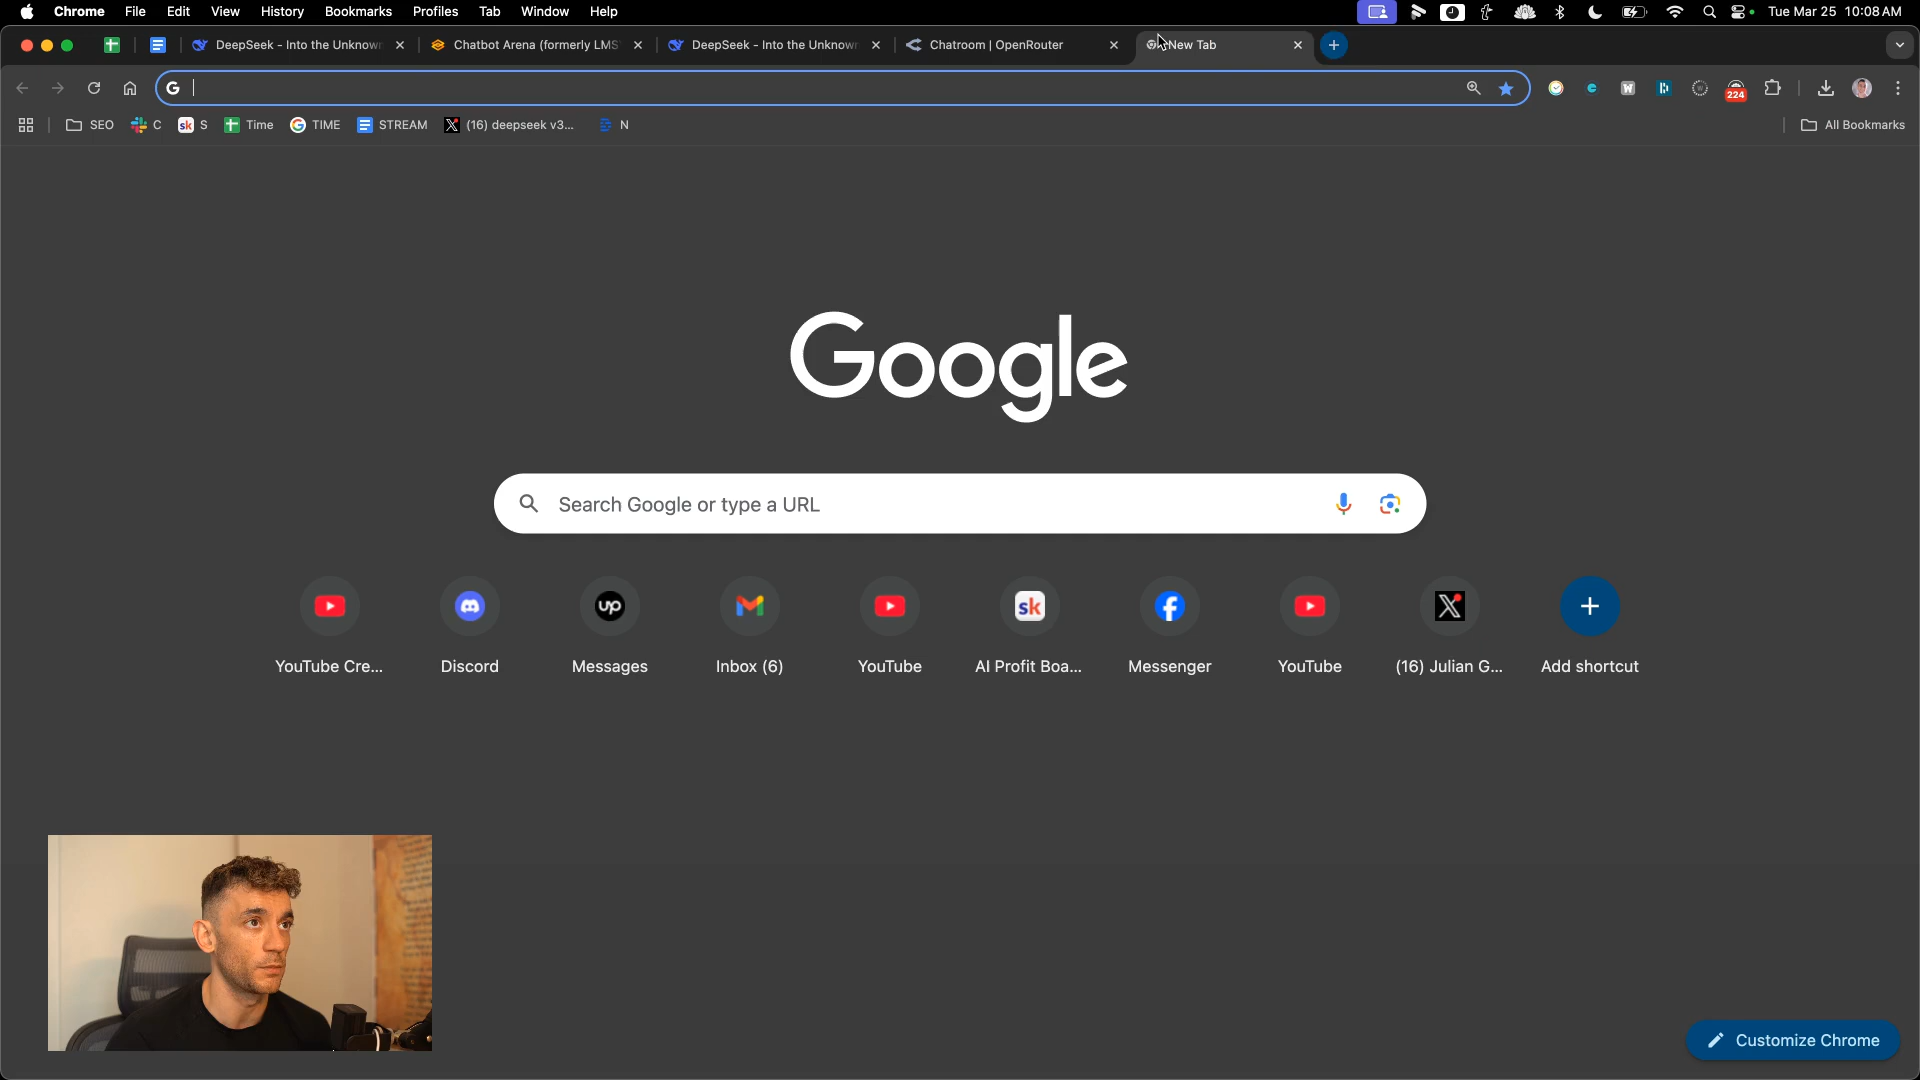 Chrome File Edit View History Bookmarks Profiles Tab Window Help Tue Mar 25 10:08 AM
DeepSeek - Into the Unknown Chatbot Arena (formerly LMS DeepSeek - Into the Unknown Chatroom | OpenRouter New Tab
224
SEO C S Time TIME STREAM (16) deepseek v3... N All Bookmarks
Google
Search Google or type a URL
YouTube Cre... Discord Messages Inbox (6) YouTube AI Profit Boa... Messenger YouTube (16) Julian G... Add shortcut
Customize Chrome